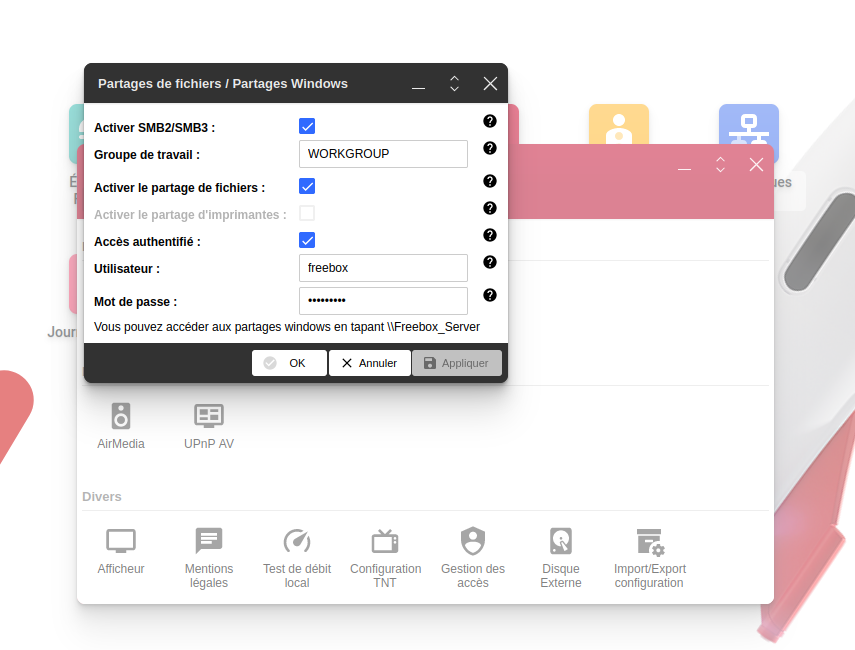 Partages de fichiers / Partages Windows
Activer SMB2/SMB3 :
Groupe de travail :
WORKGROUP
Activer le partage de fichiers :
Activer le partage d'imprimantes :
Accès authentifié :
Utilisateur :
freebox
Mot de passe :
•••••••••
Vous pouvez accéder aux partages windows en tapant \\Freebox_Server
OK
Annuler
Appliquer
AirMedia
UPnP AV
Divers
Afficheur
Mentions
légales
Test de débit
local
Configuration
TNT
Gestion des
accès
Disque
Externe
Import/Export
configuration